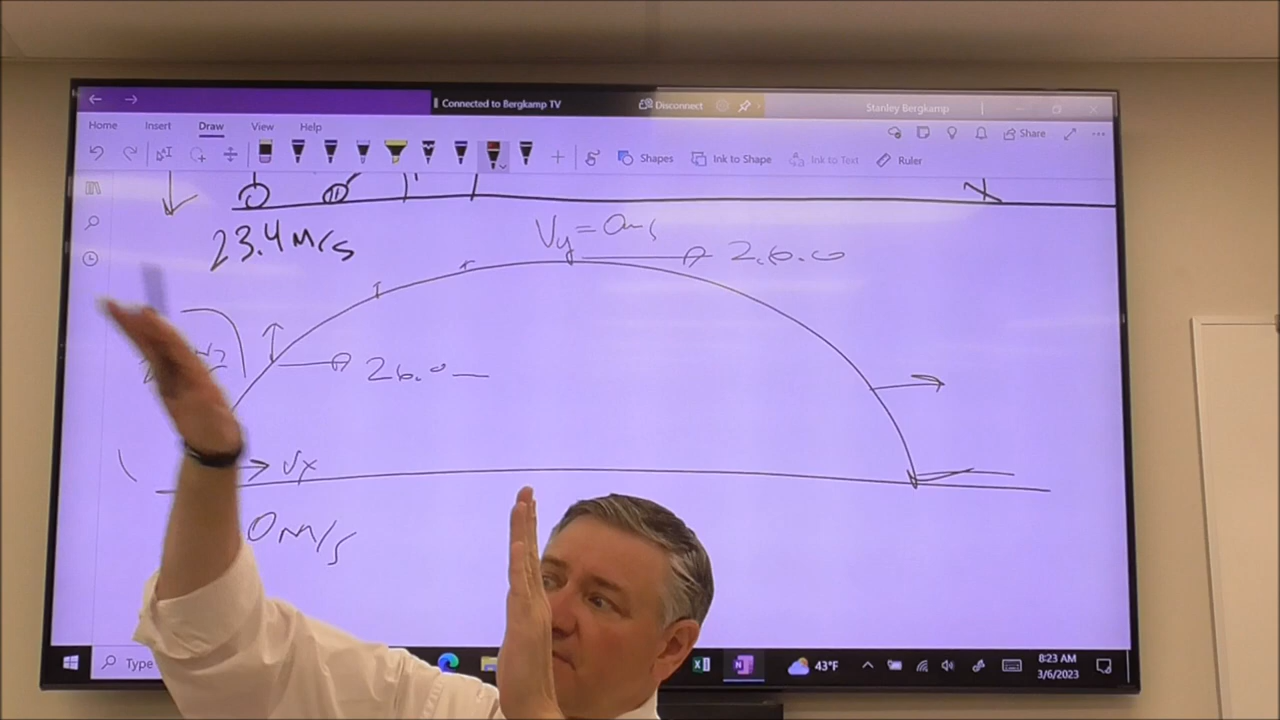 Connected to Bergkamp TV
Disconnect
Stanley Bergkamp
Home Insert Draw View Help
Share
Shapes Ink to Shape Ink to Text Ruler
23.4 M/s
Vy = 0m/s
26.0
26.0
Vx
0 M/s
Type
43°F
8:23 AM
3/6/2023